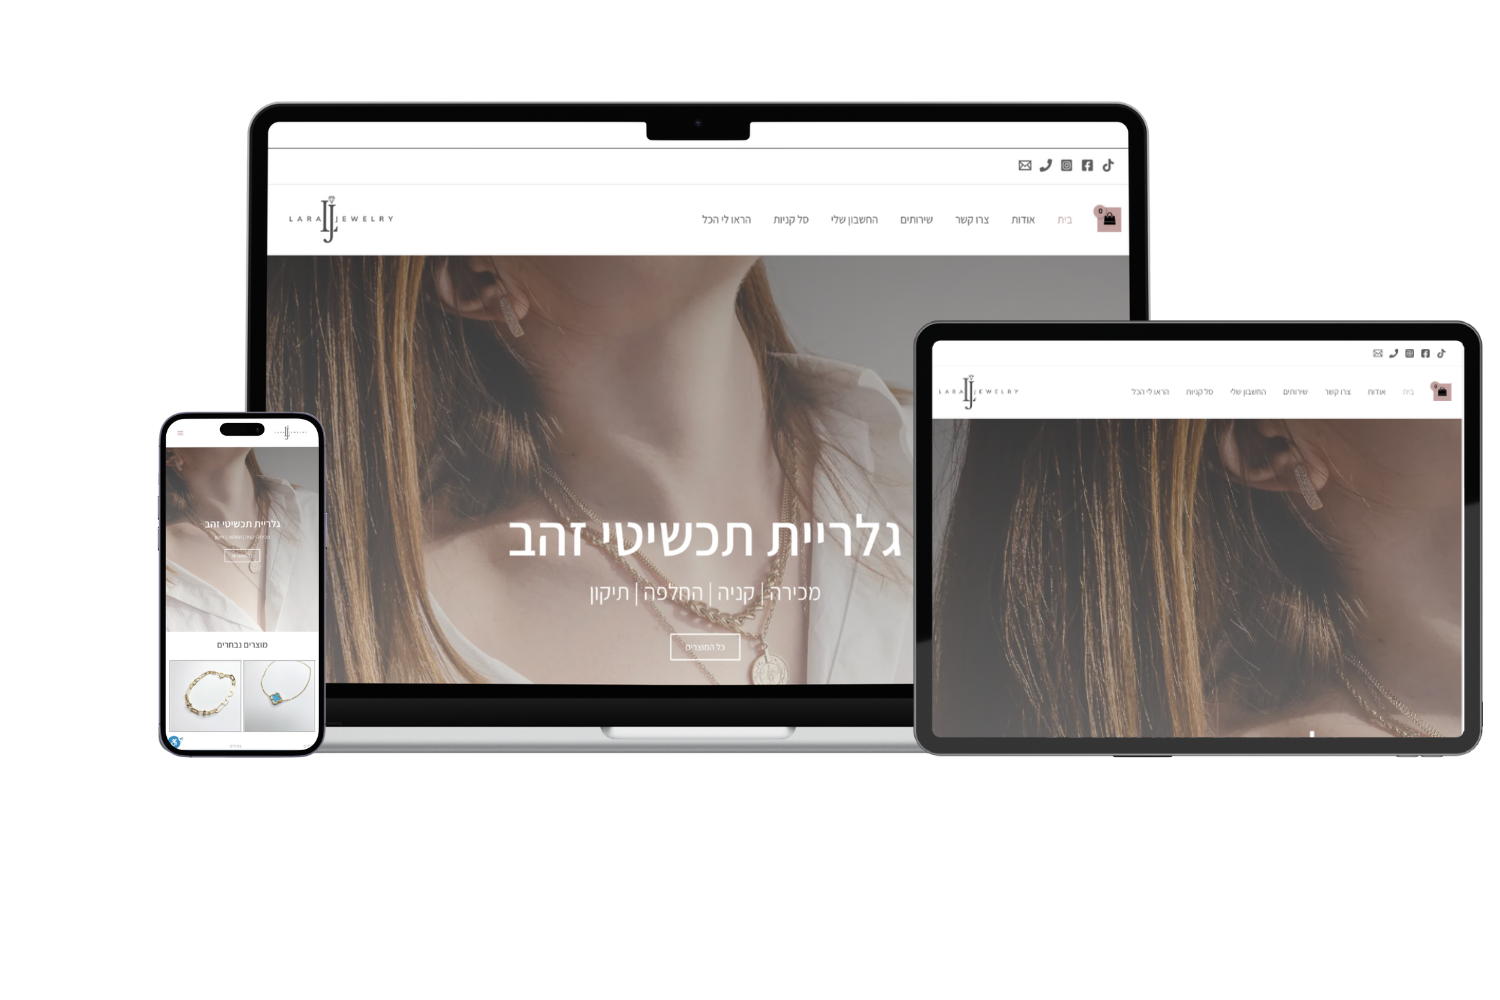 LARA JEWELRY
בית אודות צרו קשר שירותים החשבון שלי סל קניות הראו לי הכל
0
גלריית תכשיטי זהב
מכירה | קניה | החלפה | תיקון
כל המוצרים
LARA JEWELRY
בית אודות צרו קשר שירותים החשבון שלי סל קניות הראו לי הכל
0
גלריית תכשיטי זהב
מוצרים נבחרים